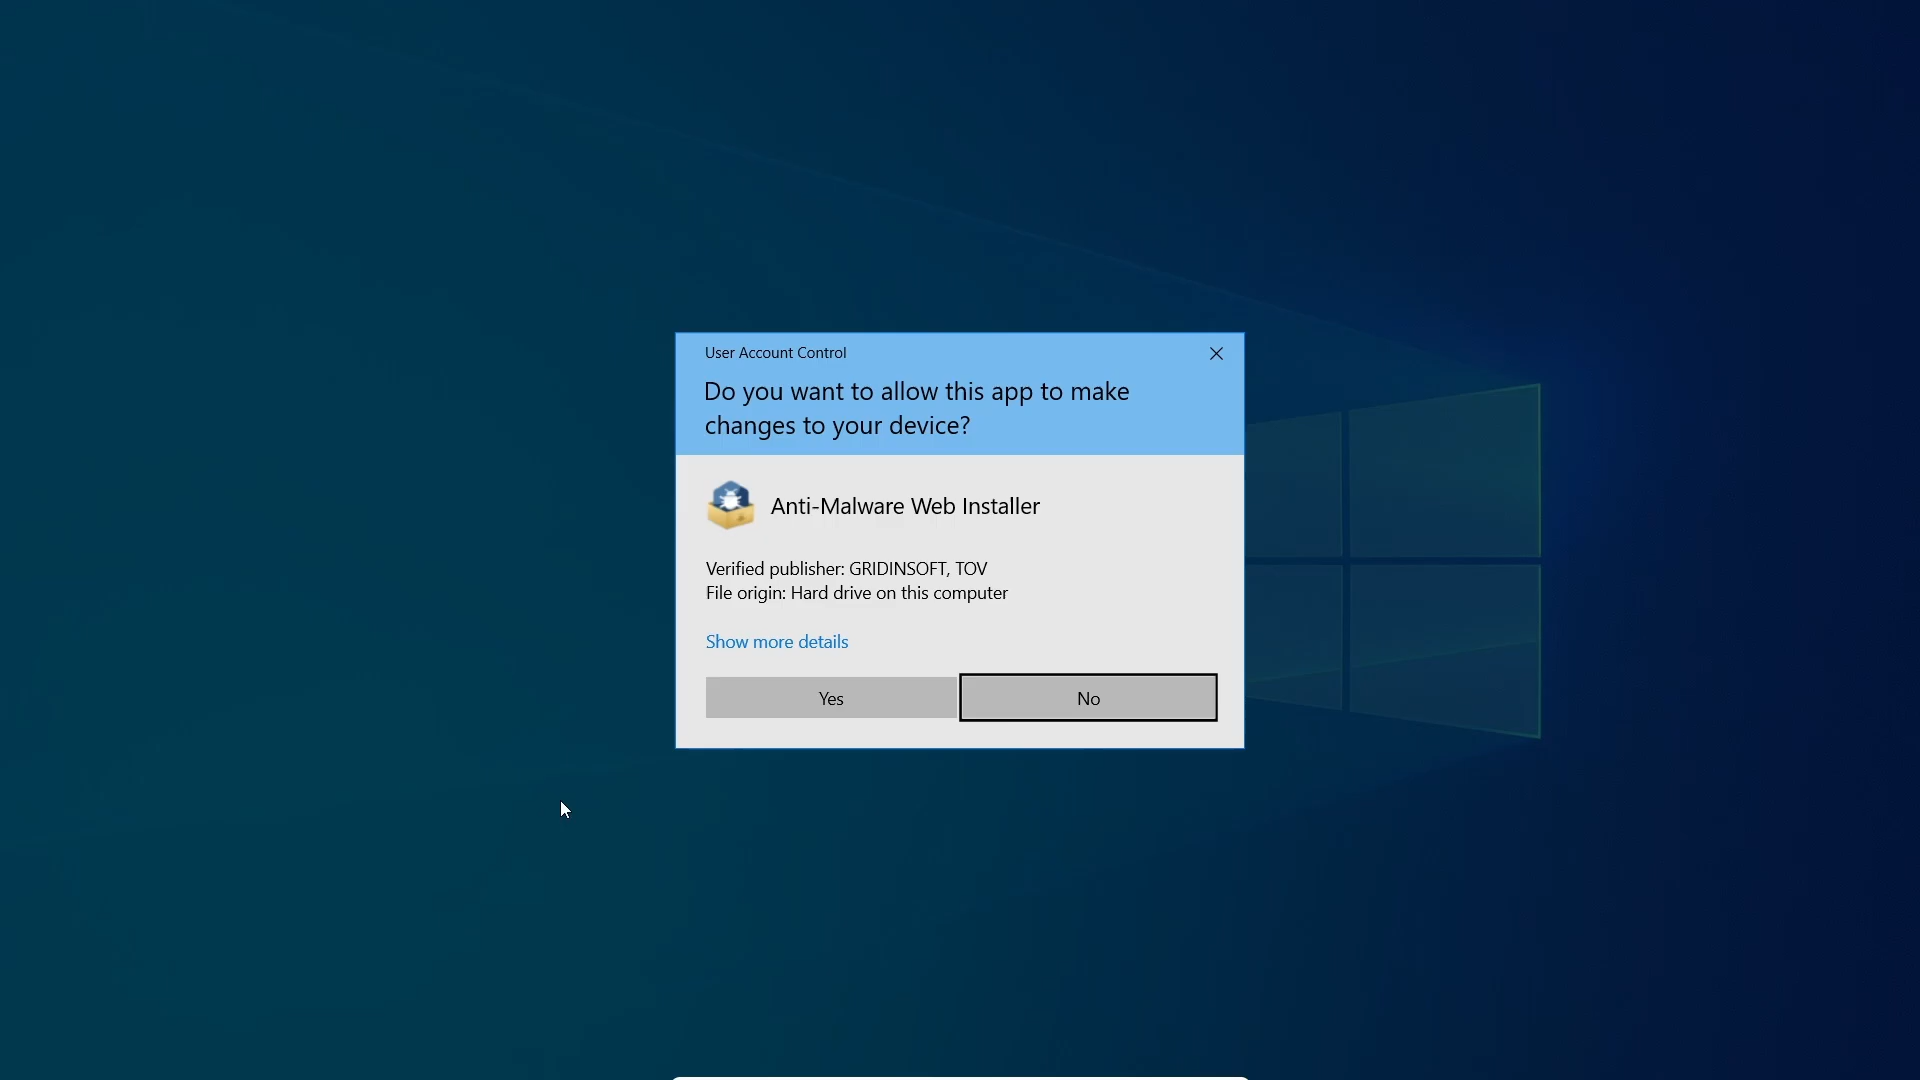 User Account Control
Do you want to allow this app to make
changes to your device?
Anti-Malware Web Installer
Verified publisher: GRIDINSOFT, TOV
File origin: Hard drive on this computer
Show more details
Yes
No